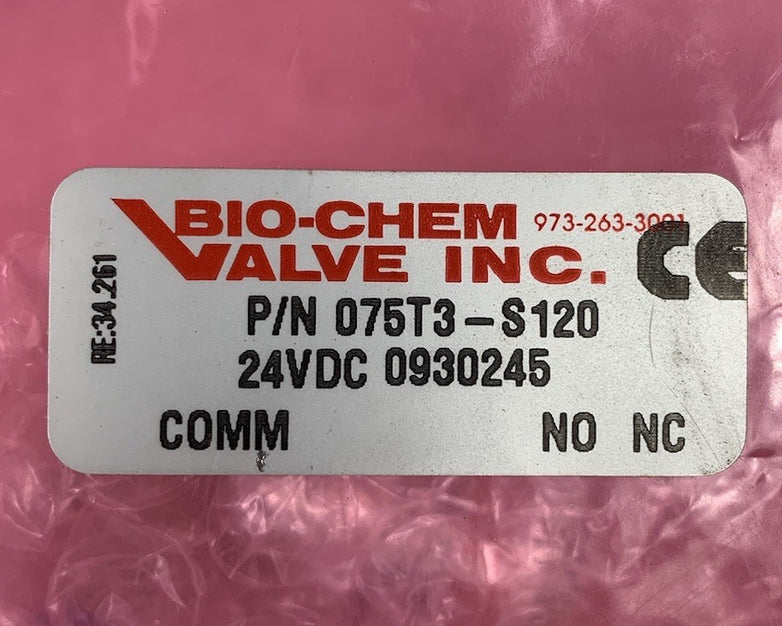 BIO-CHEM 973-263-3001
VALVE INC. CE
RE:34.261
P/N 075T3-S120
24VDC 0930245
COMM NO NC